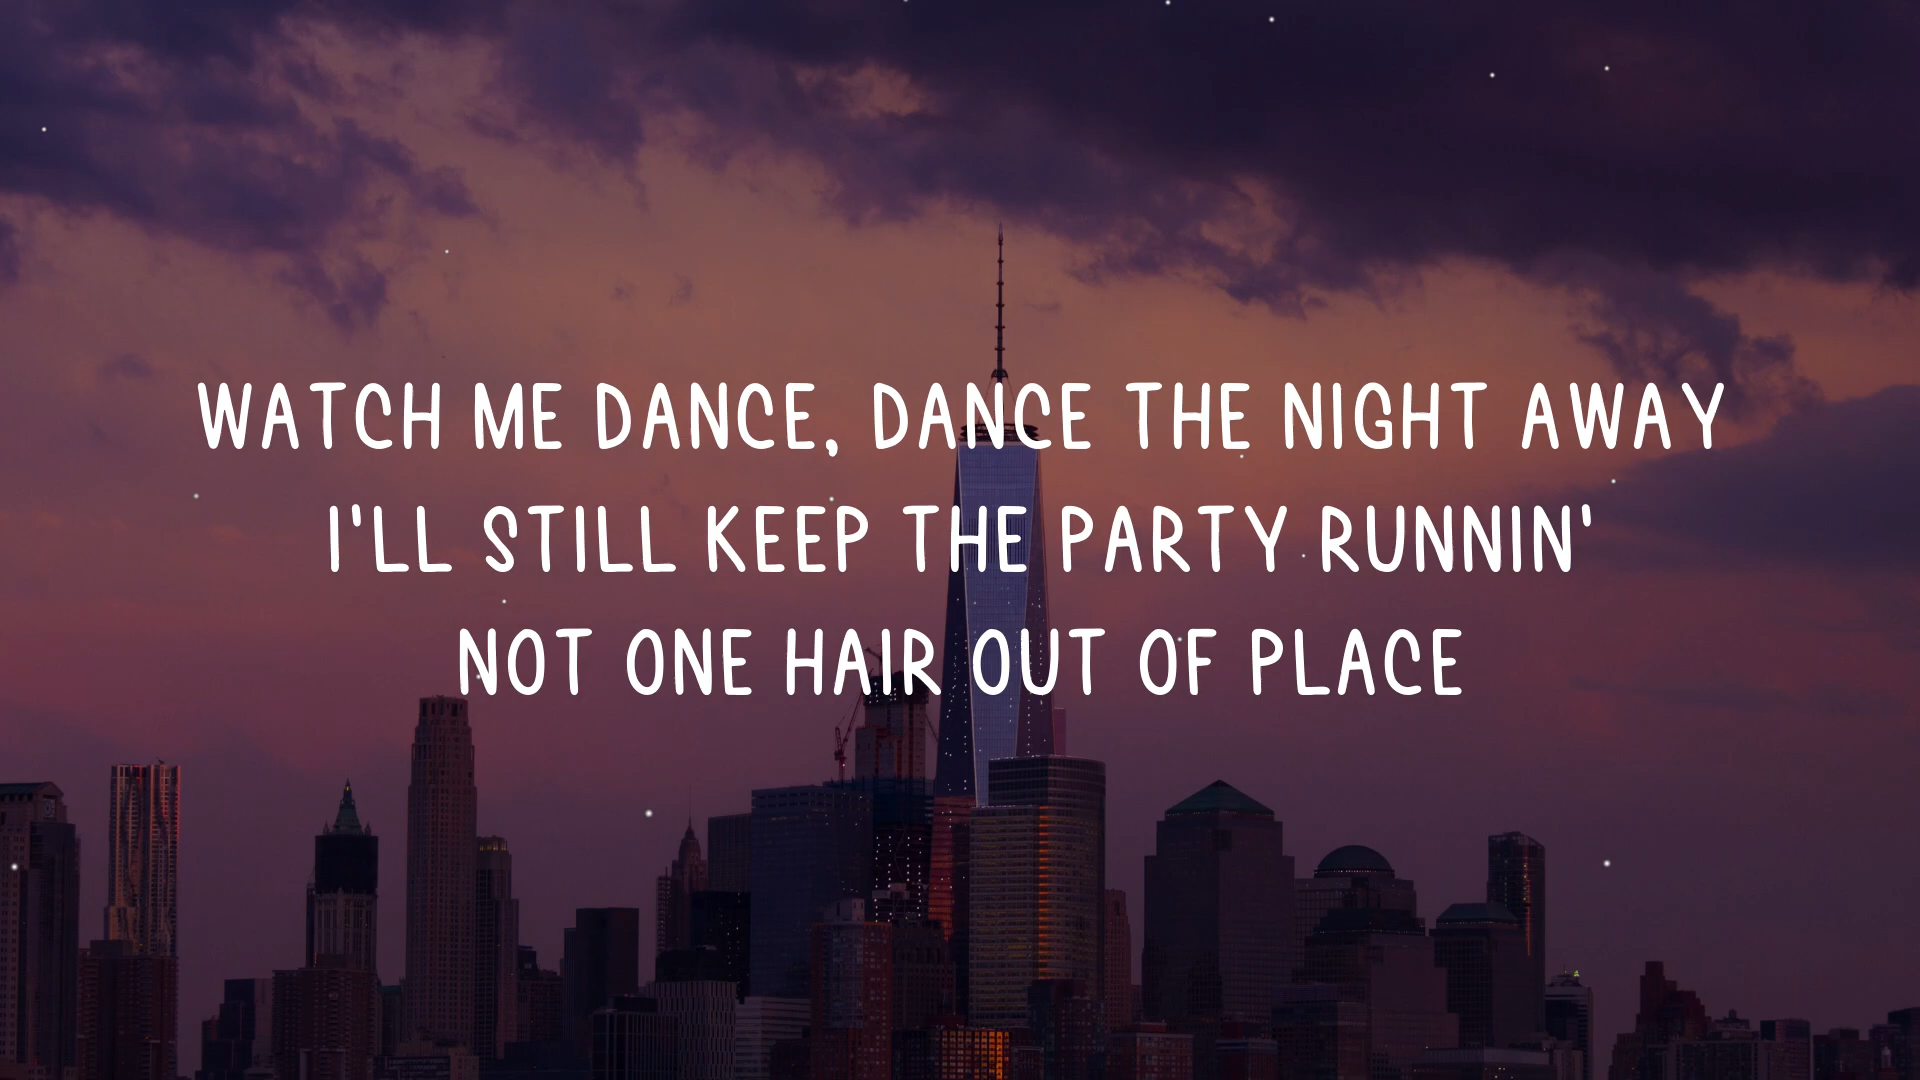 WATCH ME DANCE, DANCE THE NIGHT AWAY
I'LL STILL KEEP THE PARTY RUNNIN'
NOT ONE HAIR OUT OF PLACE